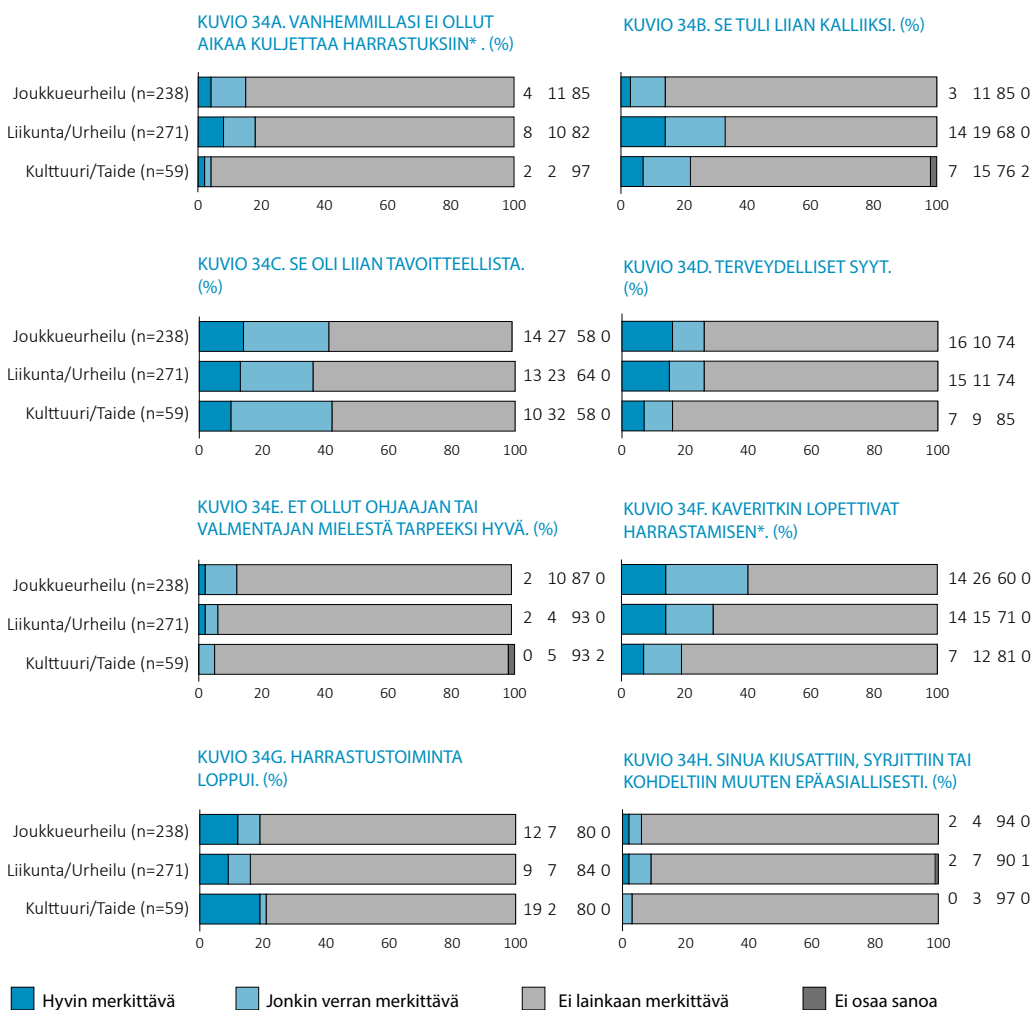 KUVIO 34A. VANHEMMILLASI EI OLLUT
AIKAA KULJETTAA HARRASTUKSIIN* . (%)
Joukkueurheilu (n=238) 4 11 85
Liikunta/Urheilu (n=271) 8 10 82
Kulttuuri/Taide (n=59) 2 2 97
0 20 40 60 80 100
KUVIO 34B. SE TULI LIIAN KALLIIKSI. (%)
3 11 85 0
14 19 68 0
7 15 76 2
0 20 40 60 80 100
KUVIO 34C. SE OLI LIIAN TAVOITTEELLISTA.
(%)
Joukkueurheilu (n=238) 14 27 58 0
Liikunta/Urheilu (n=271) 13 23 64 0
Kulttuuri/Taide (n=59) 10 32 58 0
0 20 40 60 80 100
KUVIO 34D. TERVEYDELLISET SYYT.
(%)
16 10 74
15 11 74
7 9 85
0 20 40 60 80 100
KUVIO 34E. ET OLLUT OHJAAJAN TAI
VALMENTAJAN MIELESTÄ TARPEEKSI HYVÄ. (%)
Joukkueurheilu (n=238) 2 10 87 0
Liikunta/Urheilu (n=271) 2 4 93 0
Kulttuuri/Taide (n=59) 0 5 93 2
0 20 40 60 80 100
KUVIO 34F. KAVERITKIN LOPETTIVAT
HARRASTAMISEN*. (%)
14 26 60 0
14 15 71 0
7 12 81 0
0 20 40 60 80 100
KUVIO 34G. HARRASTUSTOIMINTA
LOPPUI. (%)
Joukkueurheilu (n=238) 12 7 80 0
Liikunta/Urheilu (n=271) 9 7 84 0
Kulttuuri/Taide (n=59) 19 2 80 0
0 20 40 60 80 100
KUVIO 34H. SINUA KIUSATTIIN, SYRJITTIIN TAI
KOHDELTIIN MUUTEN EPÄASIALLISESTI. (%)
2 4 94 0
2 7 90 1
0 3 97 0
0 20 40 60 80 100
Hyvin merkittävä Jonkin verran merkittävä Ei lainkaan merkittävä Ei osaa sanoa